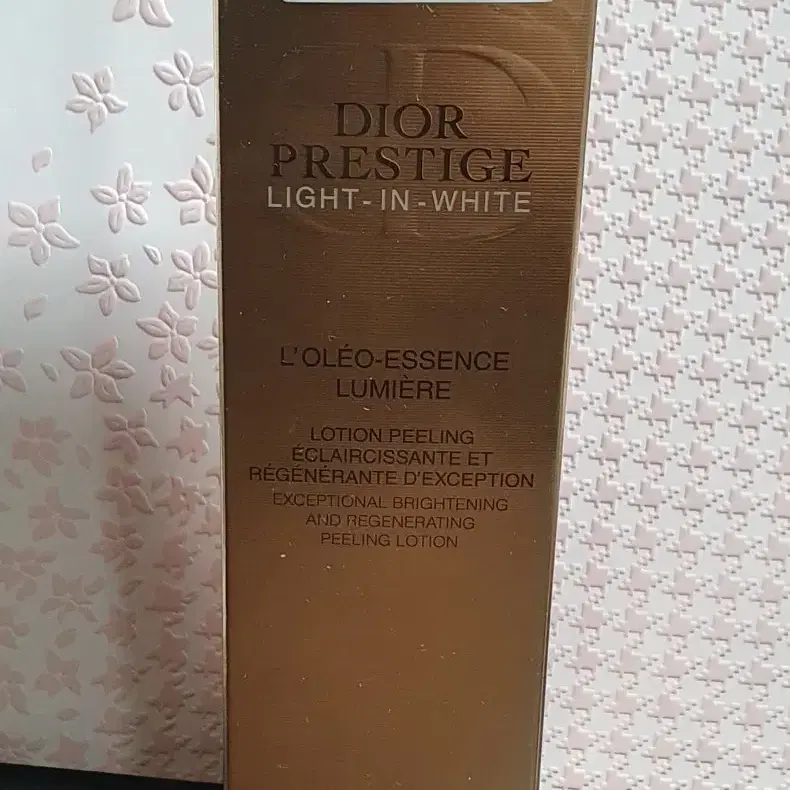 DIOR
PRESTIGE
LIGHT-IN-WHITE
L'OLÉO-ESSENCE
LUMIÈRE
LOTION PEELING
ÉCLAIRCISSANTE ET
RÉGÉNÉRANTE D'EXCEPTION
EXCEPTIONAL BRIGHTENING
AND REGENERATING
PEELING LOTION